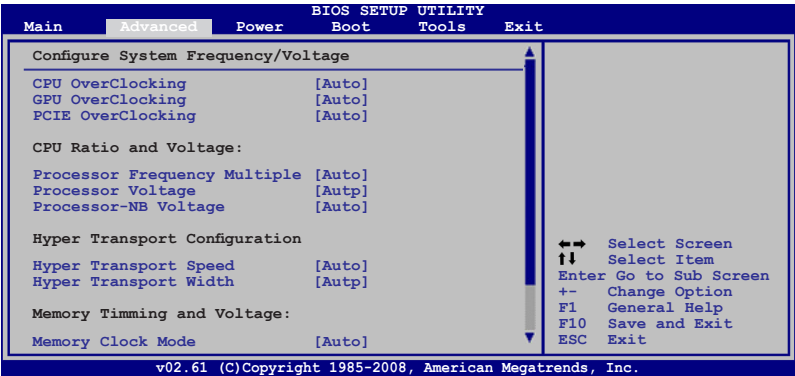 BIOS SETUP UTILITY
Main Advanced Power Boot Tools Exit
Configure System Frequency/Voltage
CPU OverClocking [Auto]
GPU OverClocking [Auto]
PCIE OverClocking [Auto]
CPU Ratio and Voltage:
Processor Frequency Multiple [Auto]
Processor Voltage [Autp]
Processor-NB Voltage [Auto]
Hyper Transport Configuration
Hyper Transport Speed [Auto]
Hyper Transport Width [Autp]
Memory Timming and Voltage:
Memory Clock Mode [Auto]
←→ Select Screen
↑↓ Select Item
Enter Go to Sub Screen
+- Change Option
F1 General Help
F10 Save and Exit
ESC Exit
v02.61 (C)Copyright 1985-2008, American Megatrends, Inc.